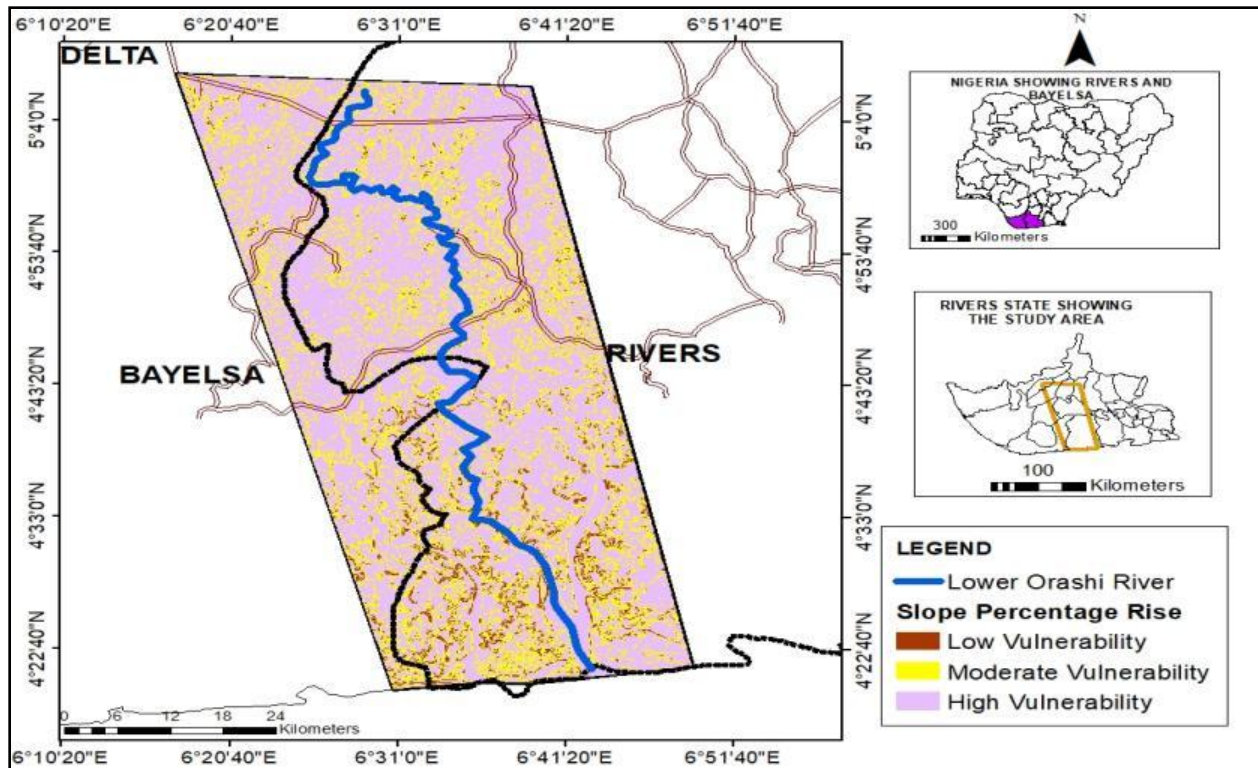 6°10'20"E 6°20'40"E 6°31'0"E 6°41'20"E 6°51'40"E
N
DELTA
NIGERIA SHOWING RIVERS AND
BAYELSA
300
Kilometers
5°4'0"N 5°4'0"N
4°53'40"N 4°53'40"N
RIVERS STATE SHOWING
THE STUDY AREA
100
Kilometers
BAYELSA
RIVERS
4°43'20"N 4°43'20"N
4°33'0"N 4°33'0"N
4°22'40"N 4°22'40"N
LEGEND
Lower Orashi River
Slope Percentage Rise
Low Vulnerability
Moderate Vulnerability
High Vulnerability
0 6 12 18 24
Kilometers
6°10'20"E 6°20'40"E 6°31'0"E 6°41'20"E 6°51'40"E